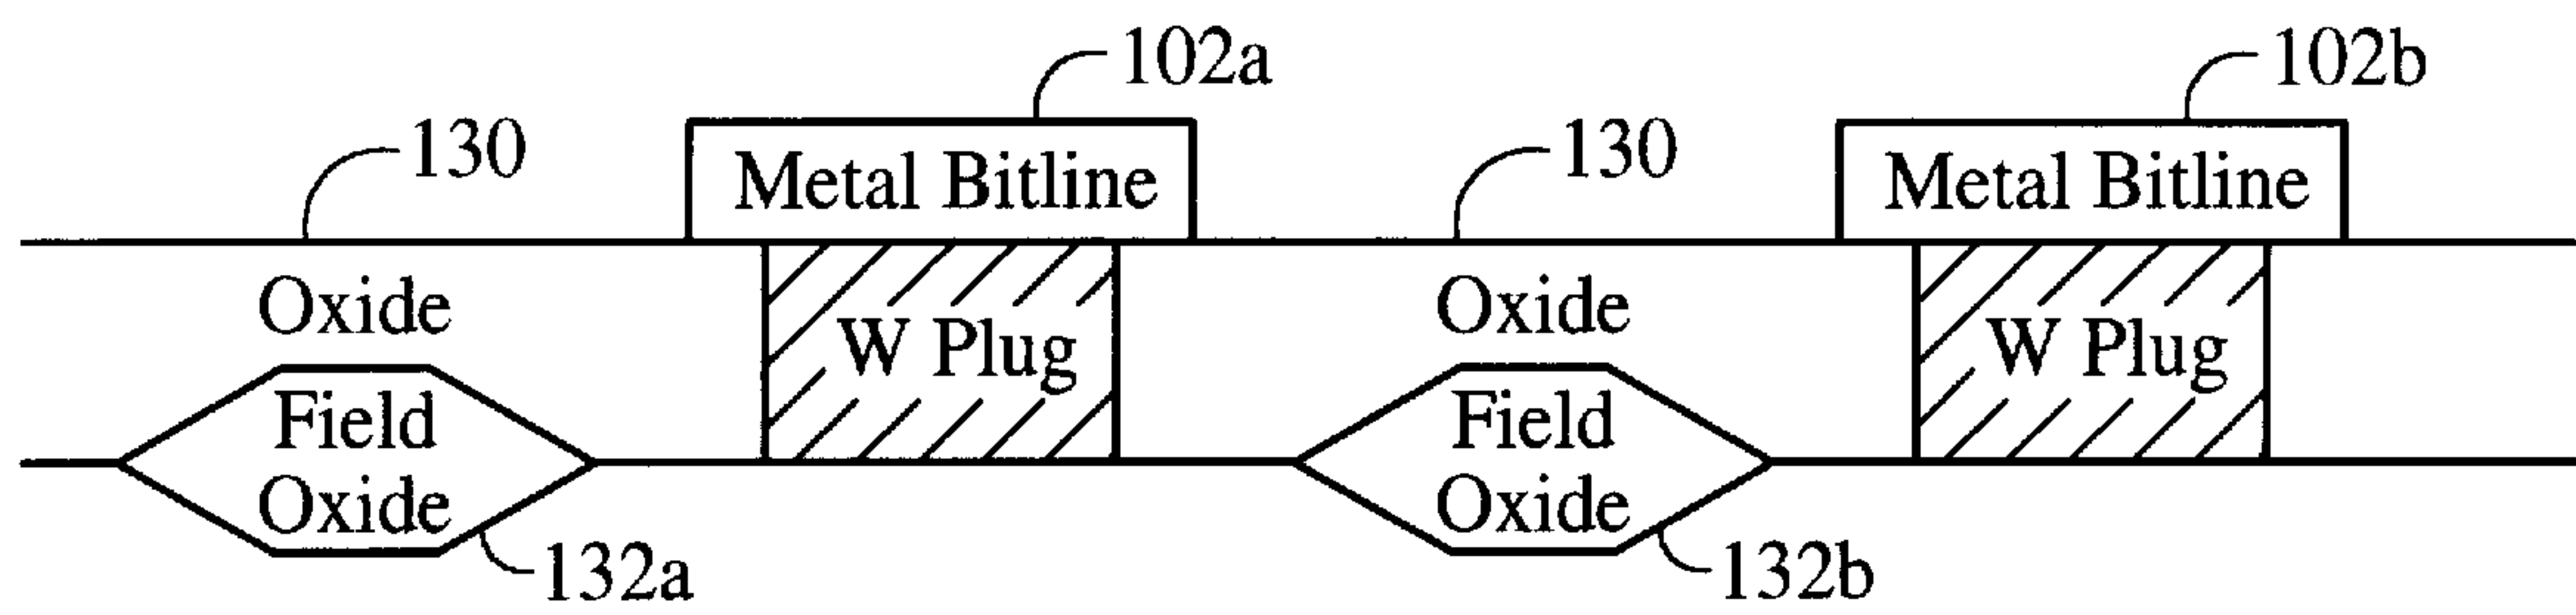 102a
102b
130
130
Metal Bitline
Metal Bitline
Oxide
W Plug
Oxide
W Plug
Field
Oxide
Field
Oxide
132a
132b